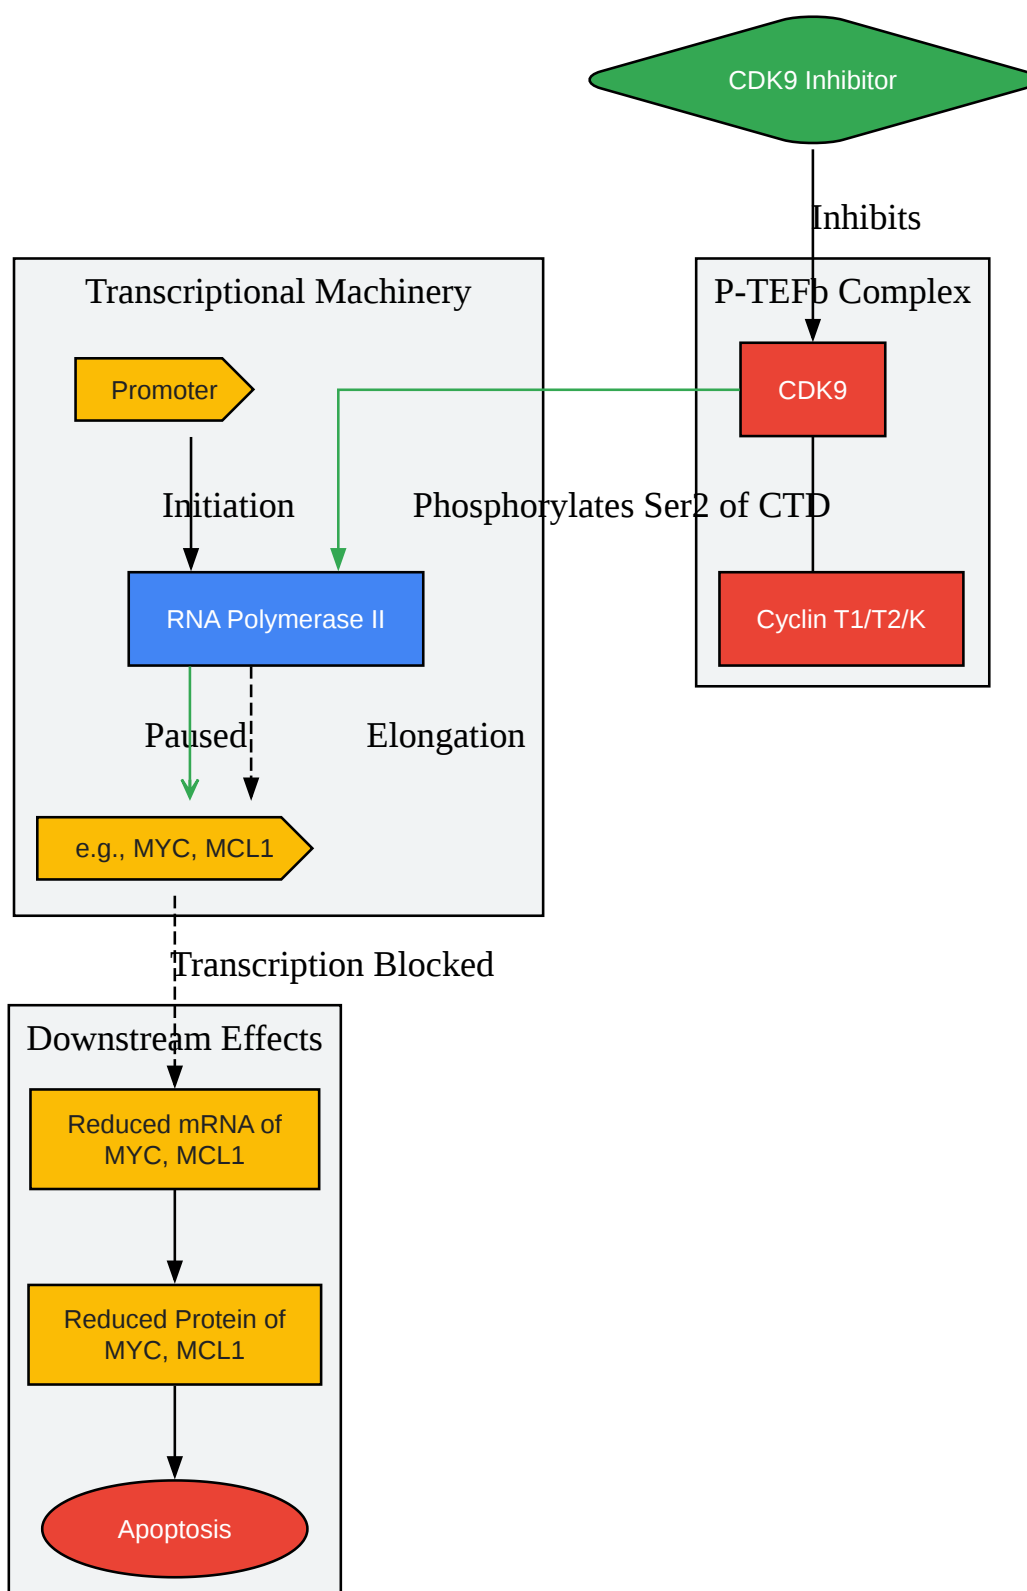 CDK9 Inhibitor
Inhibits
Transcriptional Machinery
P-TEFb Complex
Promoter
CDK9
Initiation
Phosphorylates Ser2 of CTD
RNA Polymerase II
Cyclin T1/T2/K
Paused
Elongation
e.g., MYC, MCL1
Transcription Blocked
Downstream Effects
Reduced mRNA of
MYC, MCL1
Reduced Protein of
MYC, MCL1
Apoptosis